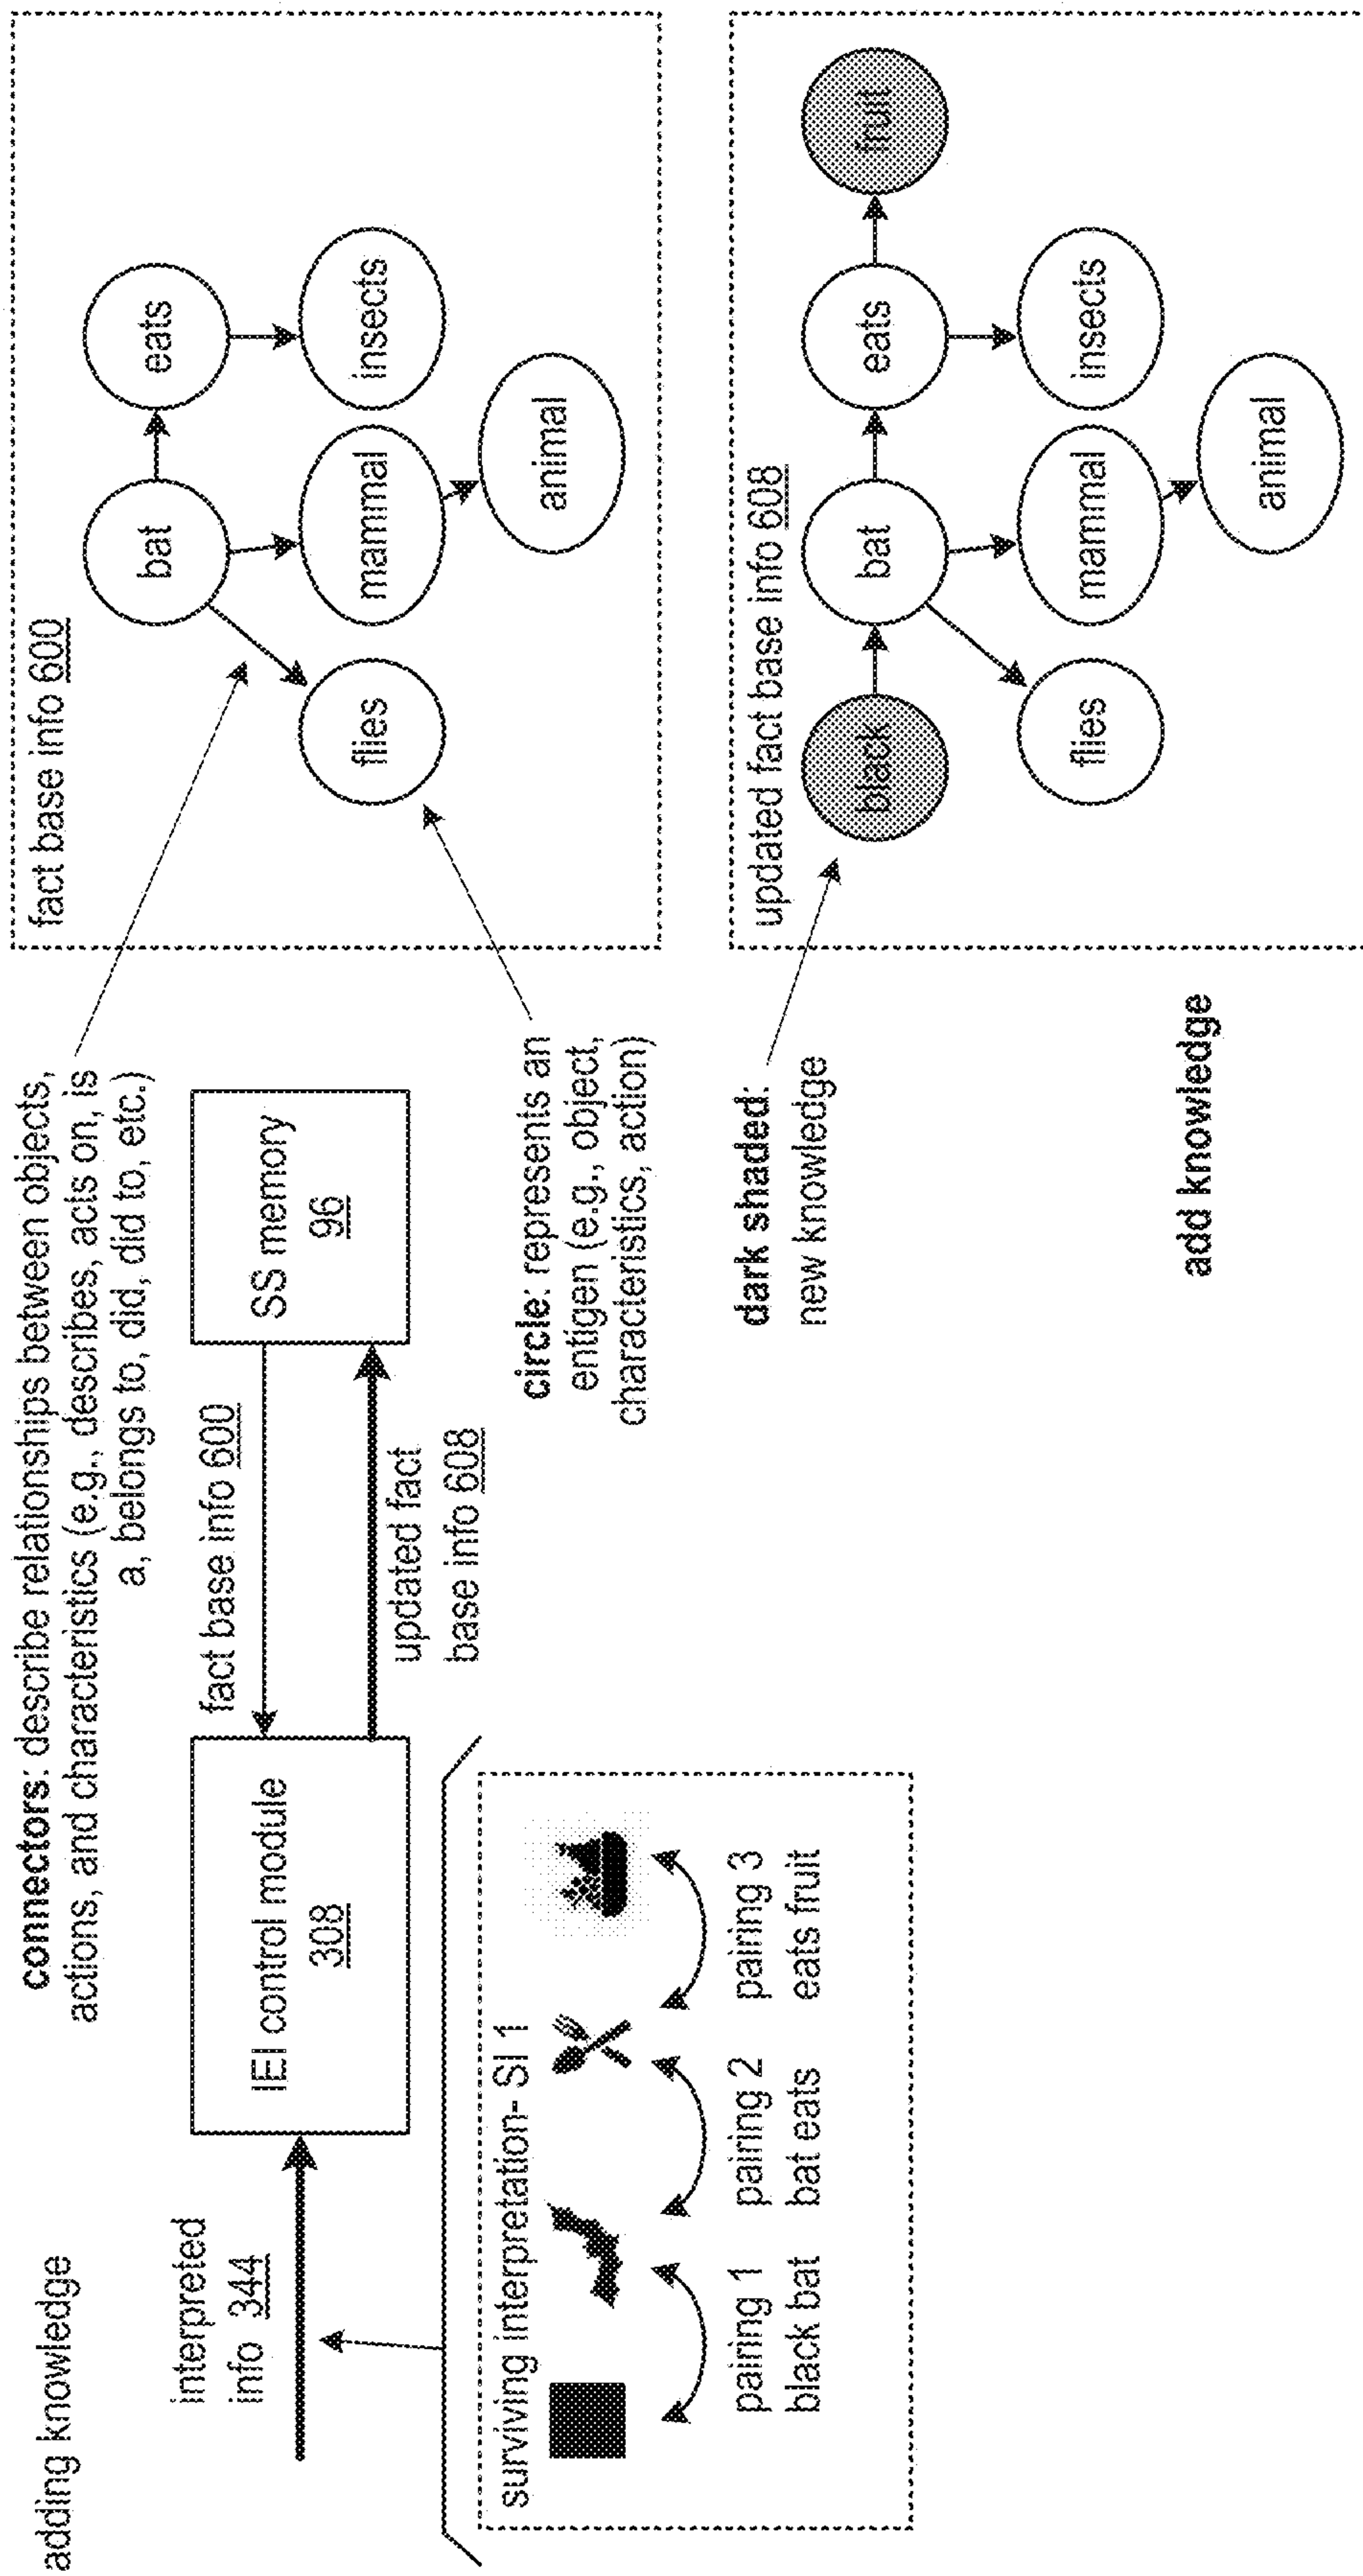 adding knowledge
connectors: describe relationships between objects,
actions, and characteristics (e.g., describes, acts on, is
a, belongs to, did, did to, etc.)
interpreted
info 344
IEI control module
308
fact base info 600
updated fact
base info 608
SS memory
96
surviving interpretation- SI 1
pairing 1
black bat
pairing 2
bat eats
pairing 3
eats fruit
circle: represents an
entigen (e.g., object,
characteristics, action)
fact base info 600
bat
eats
flies
mammal
insects
animal
dark shaded:
new knowledge
updated fact base info 608
black
bat
eats
fruit
flies
mammal
insects
animal
add knowledge